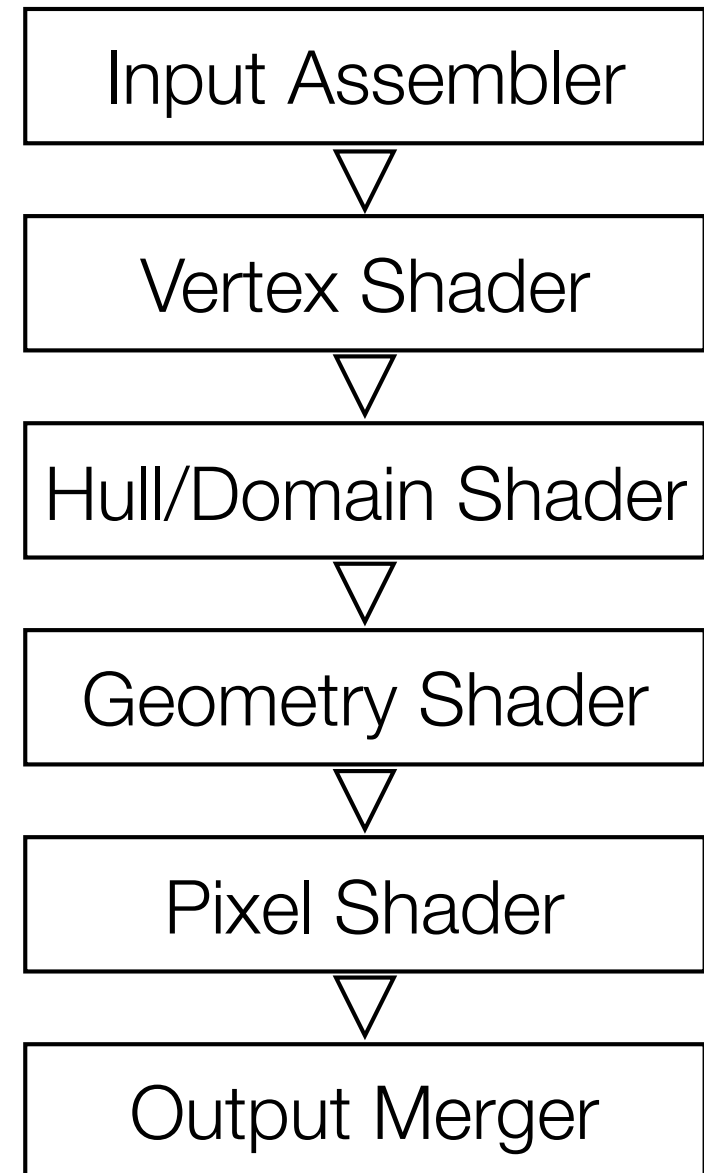 Input Assembler
Vertex Shader
Hull/Domain Shader
Geometry Shader
Pixel Shader
Output Merger